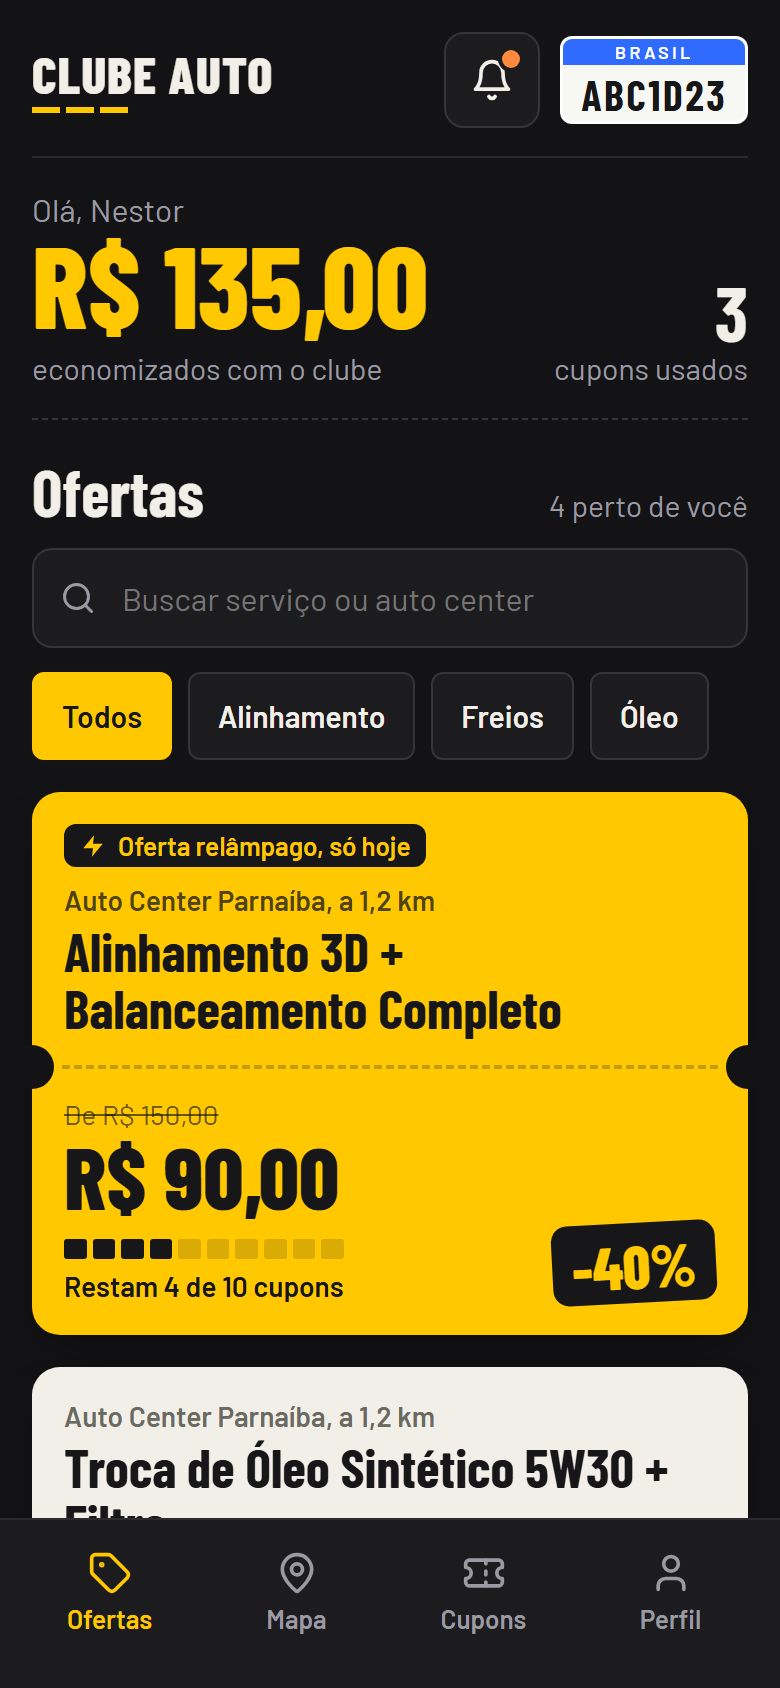 CLUBE AUTO
BRASIL
ABC1D23
Olá, Nestor
R$ 135,00
3
economizados com o clube
cupons usados
Ofertas
4 perto de você
Buscar serviço ou auto center
Todos
Alinhamento
Freios
Óleo
Oferta relâmpago, só hoje
Auto Center Parnaíba, a 1,2 km
Alinhamento 3D +
Balanceamento Completo
De R$ 150,00
R$ 90,00
Restam 4 de 10 cupons
-40%
Auto Center Parnaíba, a 1,2 km
Troca de Óleo Sintético 5W30 +
Ofertas
Mapa
Cupons
Perfil